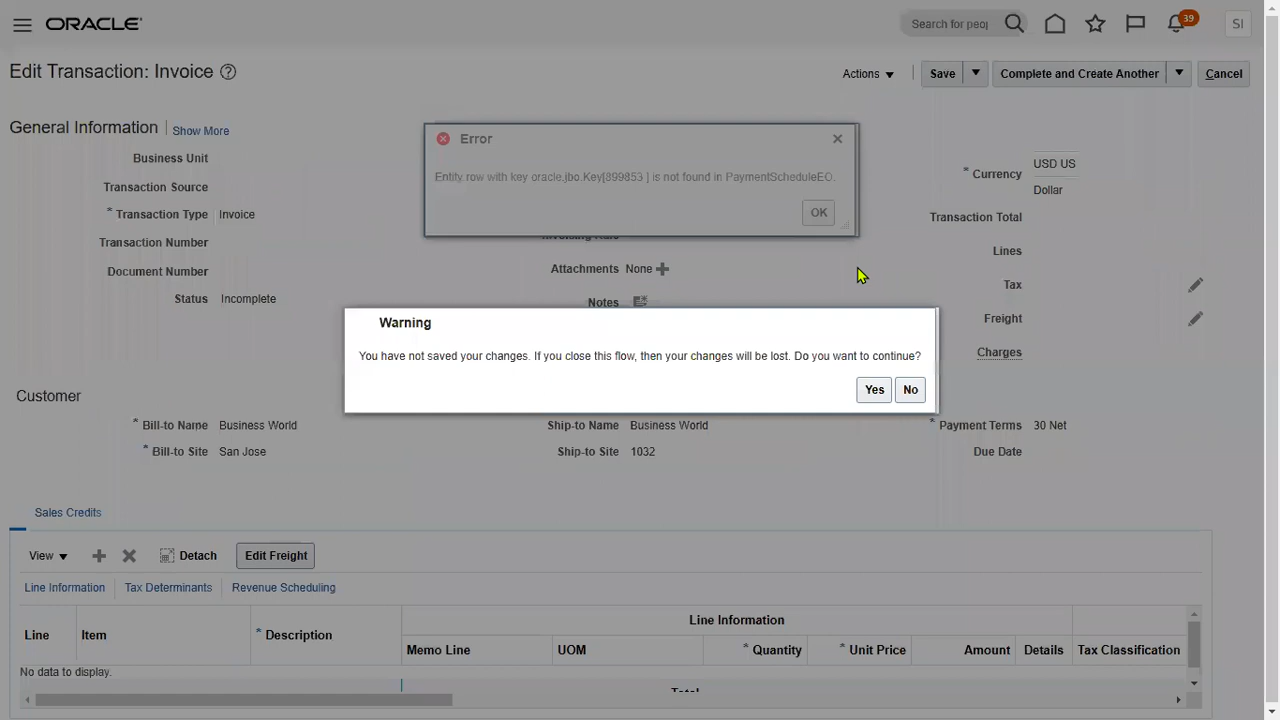 ORACLE
Search for peop
39
SI
Edit Transaction: Invoice
Actions
Save
Complete and Create Another
Cancel
General Information
Show More
Error
Entity row with key oracle.jbo.Key[899853 ] is not found in PaymentScheduleEO.
OK
Business Unit
Transaction Source
* Transaction Type Invoice
Transaction Number
Document Number
Status Incomplete
Attachments None
Notes
* Currency USD US Dollar
Transaction Total
Lines
Tax
Freight
Charges
Warning
You have not saved your changes. If you close this flow, then your changes will be lost. Do you want to continue?
Yes
No
Customer
* Bill-to Name Business World
* Bill-to Site San Jose
Ship-to Name Business World
Ship-to Site 1032
* Payment Terms 30 Net
Due Date
Sales Credits
View
Detach
Edit Freight
Line Information
Tax Determinants
Revenue Scheduling
Line Information
Line
Item
* Description
Memo Line
UOM
* Quantity
* Unit Price
Amount
Details
Tax Classification
No data to display.
Total